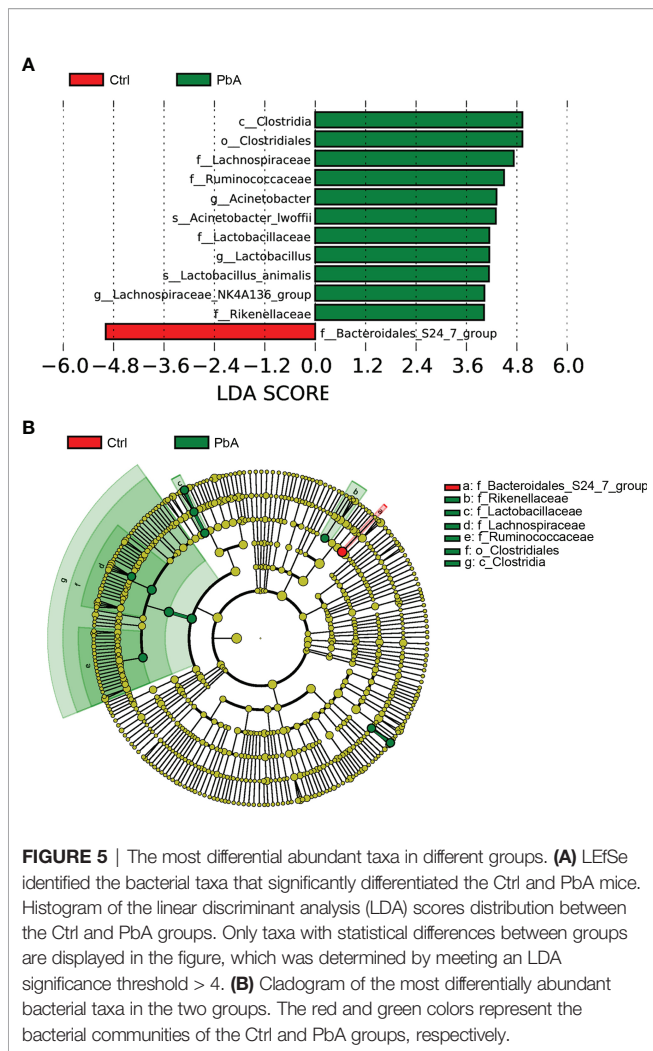 A
Ctrl PbA
c__Clostridia
o__Clostridiales
f__Lachnospiraceae
f__Ruminococcaceae
g__Acinetobacter
s__Acinetobacter_lwoffii
f__Lactobacillaceae
g__Lactobacillus
s__Lactobacillus_animalis
g__Lachnospiraceae_NK4A136_group
f__Rikenellaceae
f__Bacteroidales_S24_7_group
−6.0 −4.8 −3.6 −2.4 −1.2 0.0 1.2 2.4 3.6 4.8 6.0
LDA SCORE
B
Ctrl PbA
a: f_Bacteroidales_S24_7_group
b: f_Rikenellaceae
c: f_Lactobacillaceae
d: f_Lachnospiraceae
e: f_Ruminococcaceae
f: o_Clostridiales
g: c_Clostridia
c
b
a
d
f
g
e
FIGURE 5 | The most differential abundant taxa in different groups. (A) LEfSe
identified the bacterial taxa that significantly differentiated the Ctrl and PbA mice.
Histogram of the linear discriminant analysis (LDA) scores distribution between
the Ctrl and PbA groups. Only taxa with statistical differences between groups
are displayed in the figure, which was determined by meeting an LDA
significance threshold > 4. (B) Cladogram of the most differentially abundant
bacterial taxa in the two groups. The red and green colors represent the
bacterial communities of the Ctrl and PbA groups, respectively.